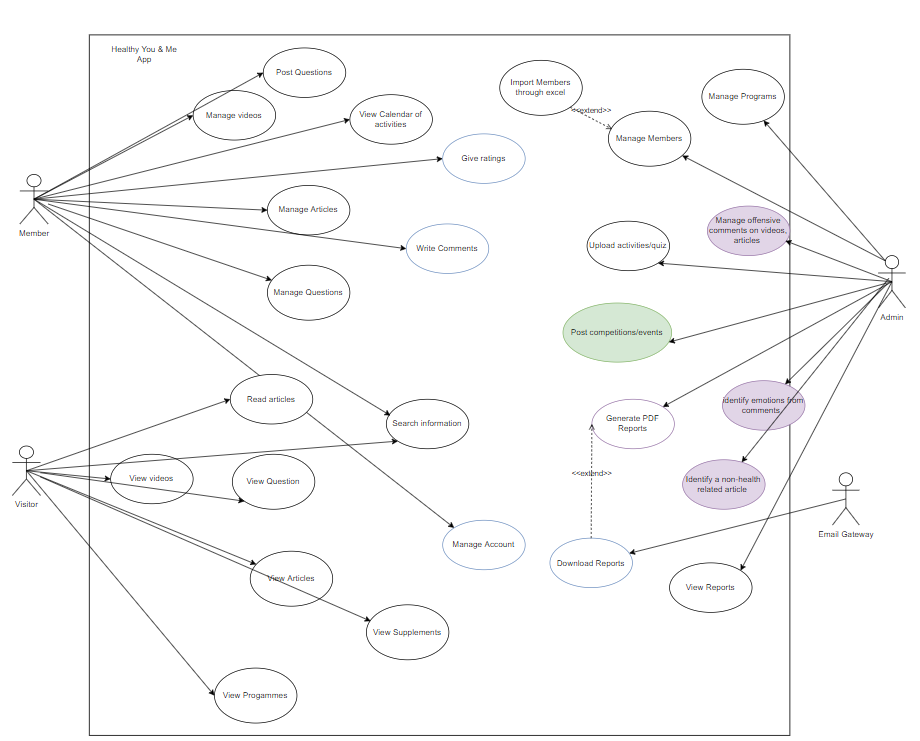 Healthy You & Me
App
Post Questions
Import Members
through excel
Manage Programs
<<extend>>
Manage videos
View Calendar of
activities
Manage Members
Give ratings
Member
Manage Articles
Manage offensive
comments on videos,
articles
Write Comments
Upload activities/quiz
Manage Questions
Admin
Post competitions/events
Read articles
Identify emotions from
comments
Search information
Generate PDF
Reports
<<extend>>
View videos
View Question
Identify a non-health
related article
Visitor
Email Gateway
Manage Account
Download Reports
View Articles
View Reports
View Supplements
View Progammes